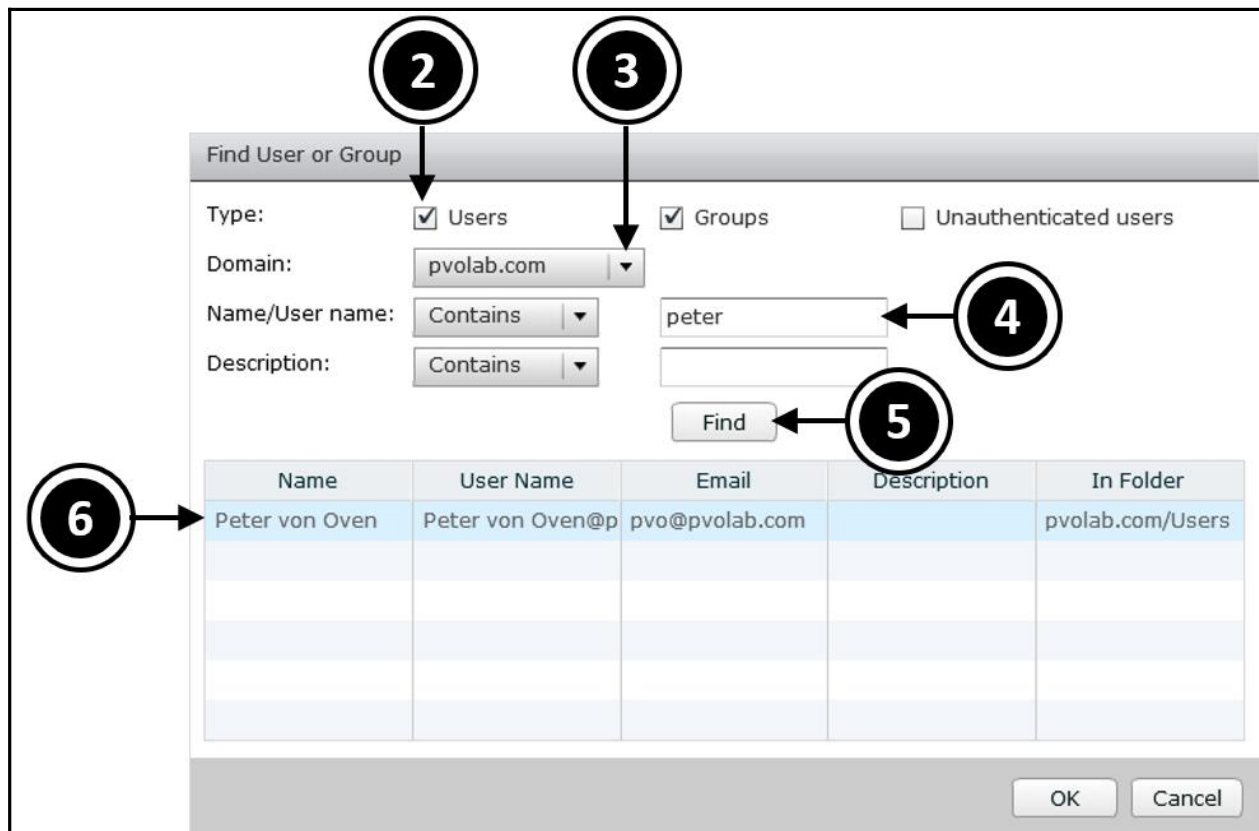 2 3
Find User or Group
Type: Users Groups Unauthenticated users
Domain: pvolab.com
Name/User name: Contains peter 4
Description: Contains
Find 5
Name User Name Email Description In Folder
6 Peter von Oven Peter von Oven@p pvo@pvolab.com pvolab.com/Users
OK Cancel